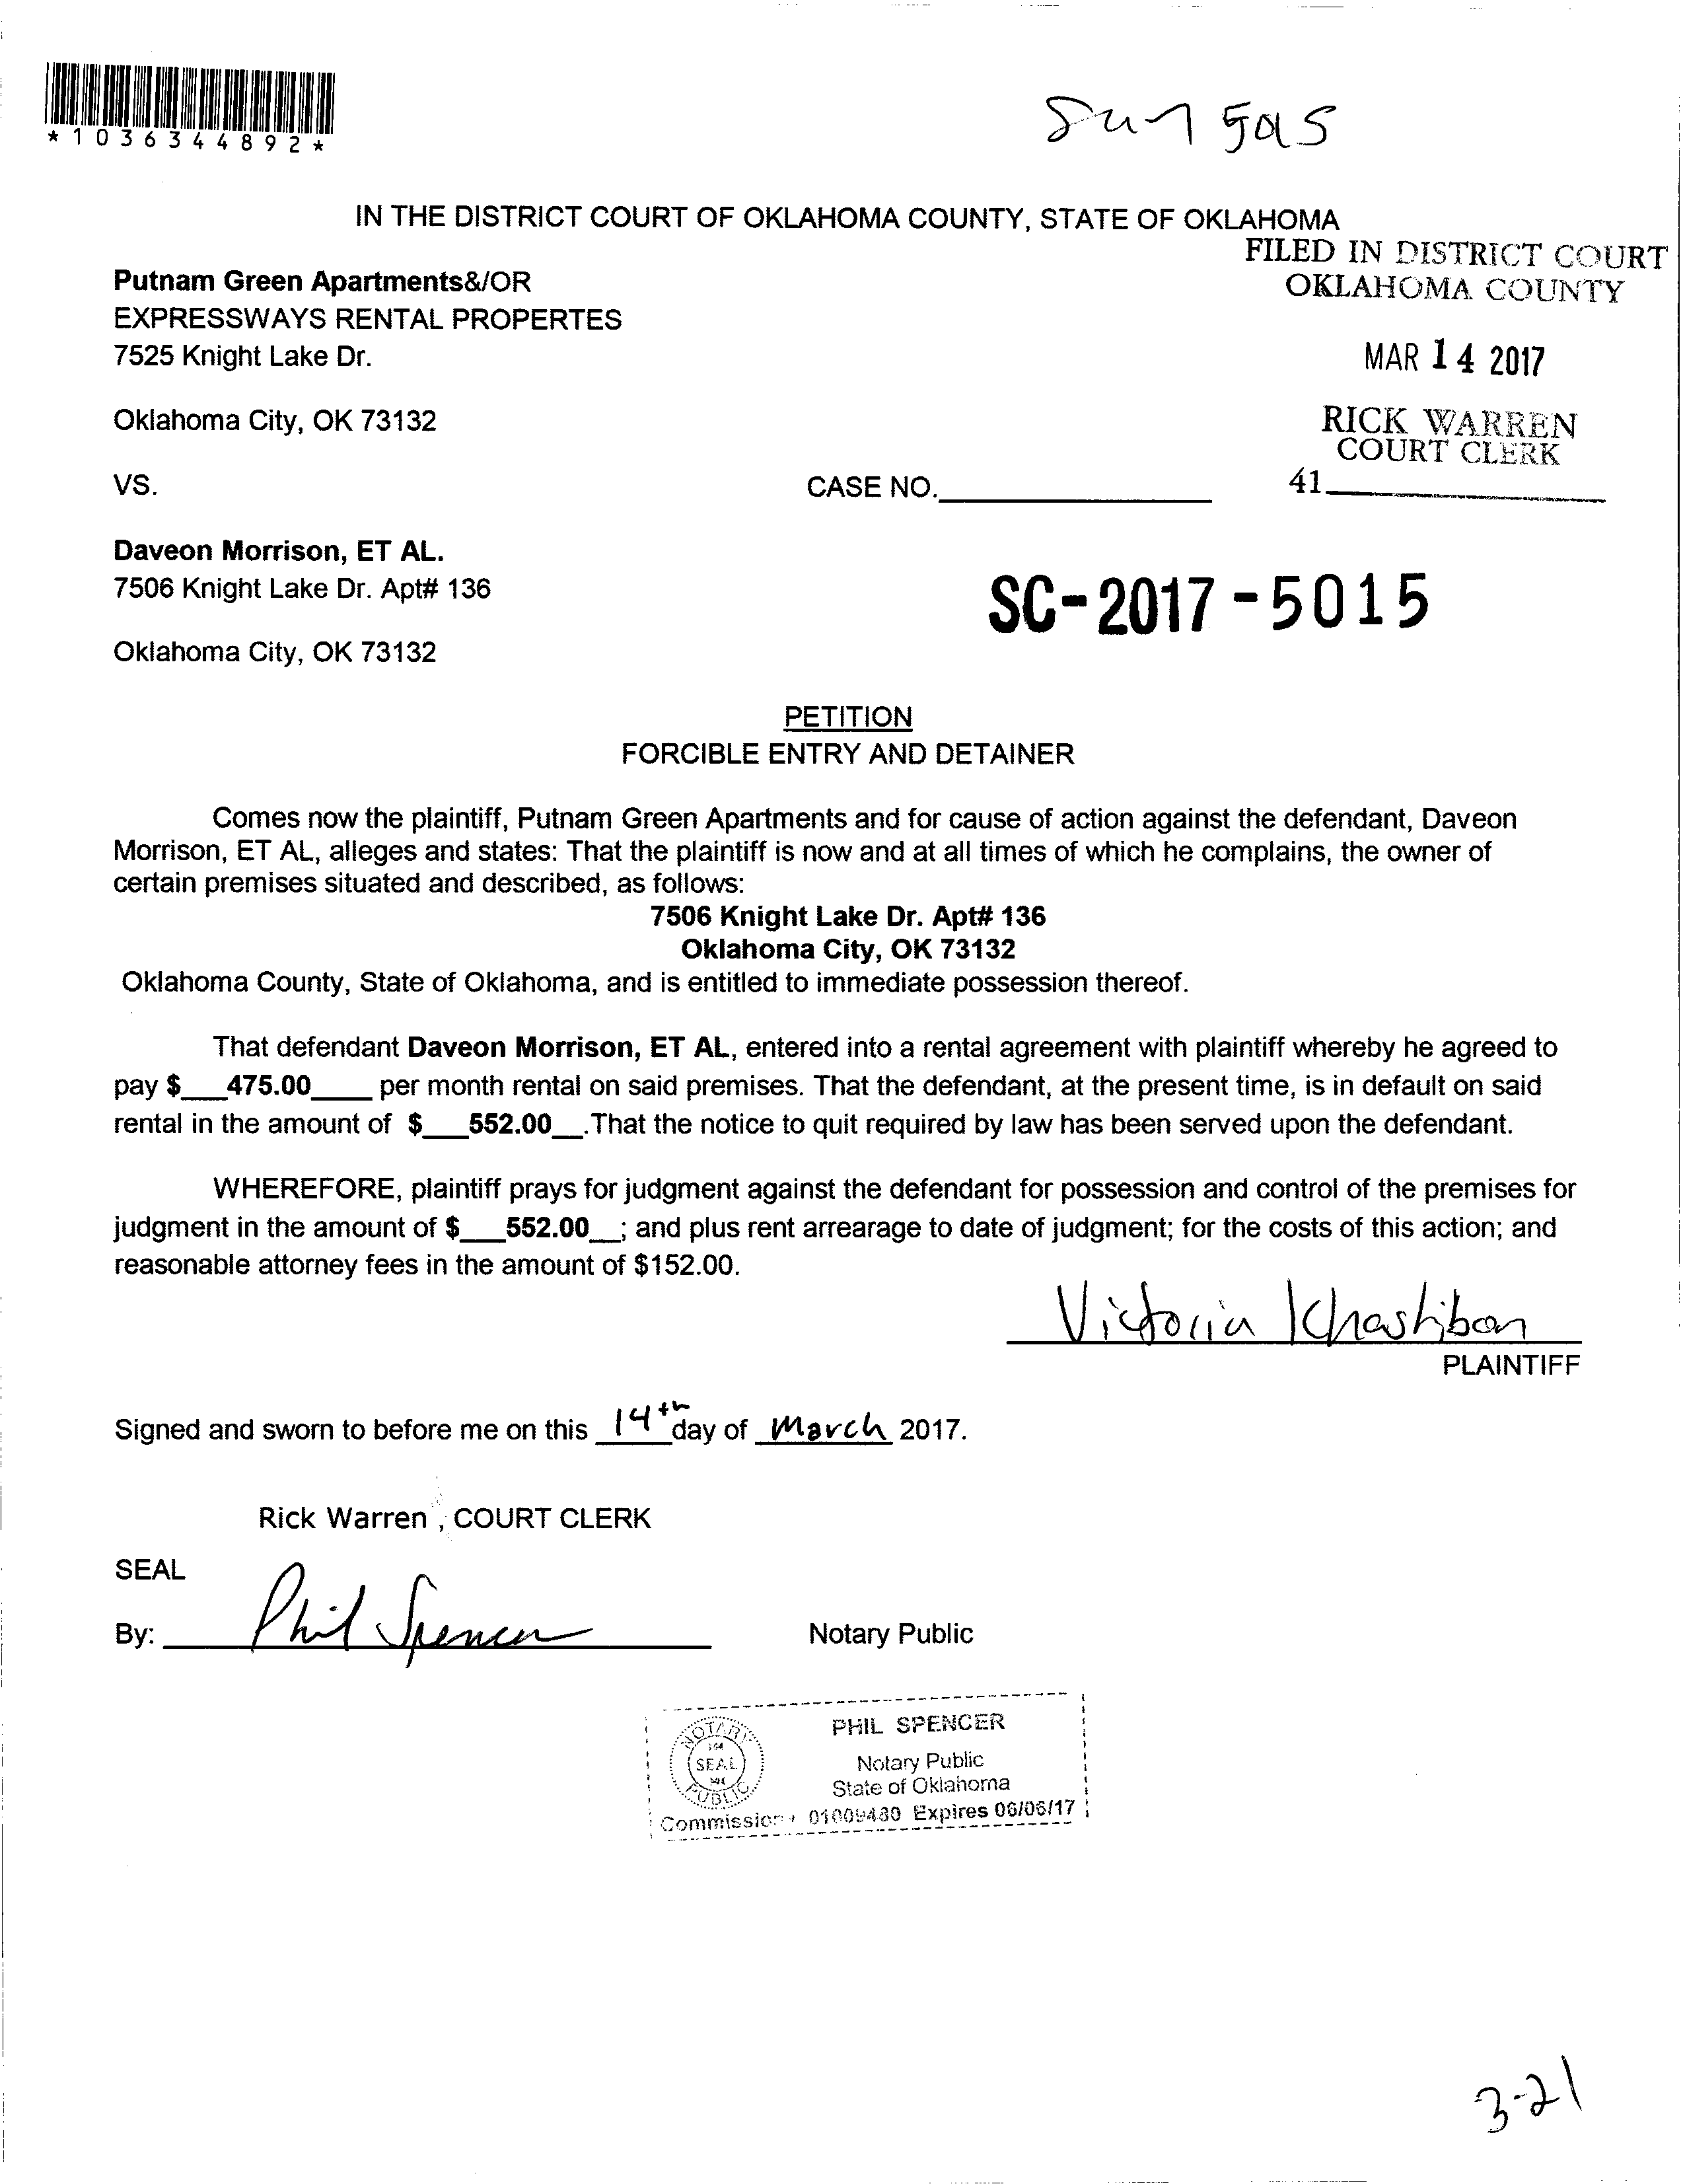 *1036344892*
IN THE DISTRICT COURT OF OKLAHOMA COUNTY, STATE OF OKLAHOMA
FILED IN DISTRICT COURT
OKLAHOMA COUNTY
MAR 14 2017
RICK WARREN
COURT CLERK
41
Putnam Green Apartments&/OR
EXPRESSWAYS RENTAL PROPERTES
7525 Knight Lake Dr.
Oklahoma City, OK 73132
VS.
CASE NO.
Daveon Morrison, ET AL.
7506 Knight Lake Dr. Apt# 136
SC-2017-5015
Oklahoma City, OK 73132
PETITION
FORCIBLE ENTRY AND DETAINER
Comes now the plaintiff, Putnam Green Apartments and for cause of action against the defendant, Daveon
Morrison, ET AL, alleges and states: That the plaintiff is now and at all times of which he complains, the owner of
certain premises situated and described, as follows:
7506 Knight Lake Dr. Apt# 136
Oklahoma City, OK 73132
Oklahoma County, State of Oklahoma, and is entitled to immediate possession thereof.
That defendant Daveon Morrison, ET AL, entered into a rental agreement with plaintiff whereby he agreed to
pay $___475.00____ per month rental on said premises. That the defendant, at the present time, is in default on said
rental in the amount of $___552.00__.That the notice to quit required by law has been served upon the defendant.
WHEREFORE, plaintiff prays for judgment against the defendant for possession and control of the premises for
judgment in the amount of $___552.00__; and plus rent arrearage to date of judgment; for the costs of this action; and
reasonable attorney fees in the amount of $152.00.
Victoria Khashiban
PLAINTIFF
Signed and sworn to before me on this 14th day of March 2017.
Rick Warren , COURT CLERK
SEAL
By: Phil Spencer
Notary Public
NOTARY
SEAL
PUBLIC
PHIL SPENCER
Notary Public
State of Oklahoma
Commission # 01009480 Expires 06/06/17
3-21